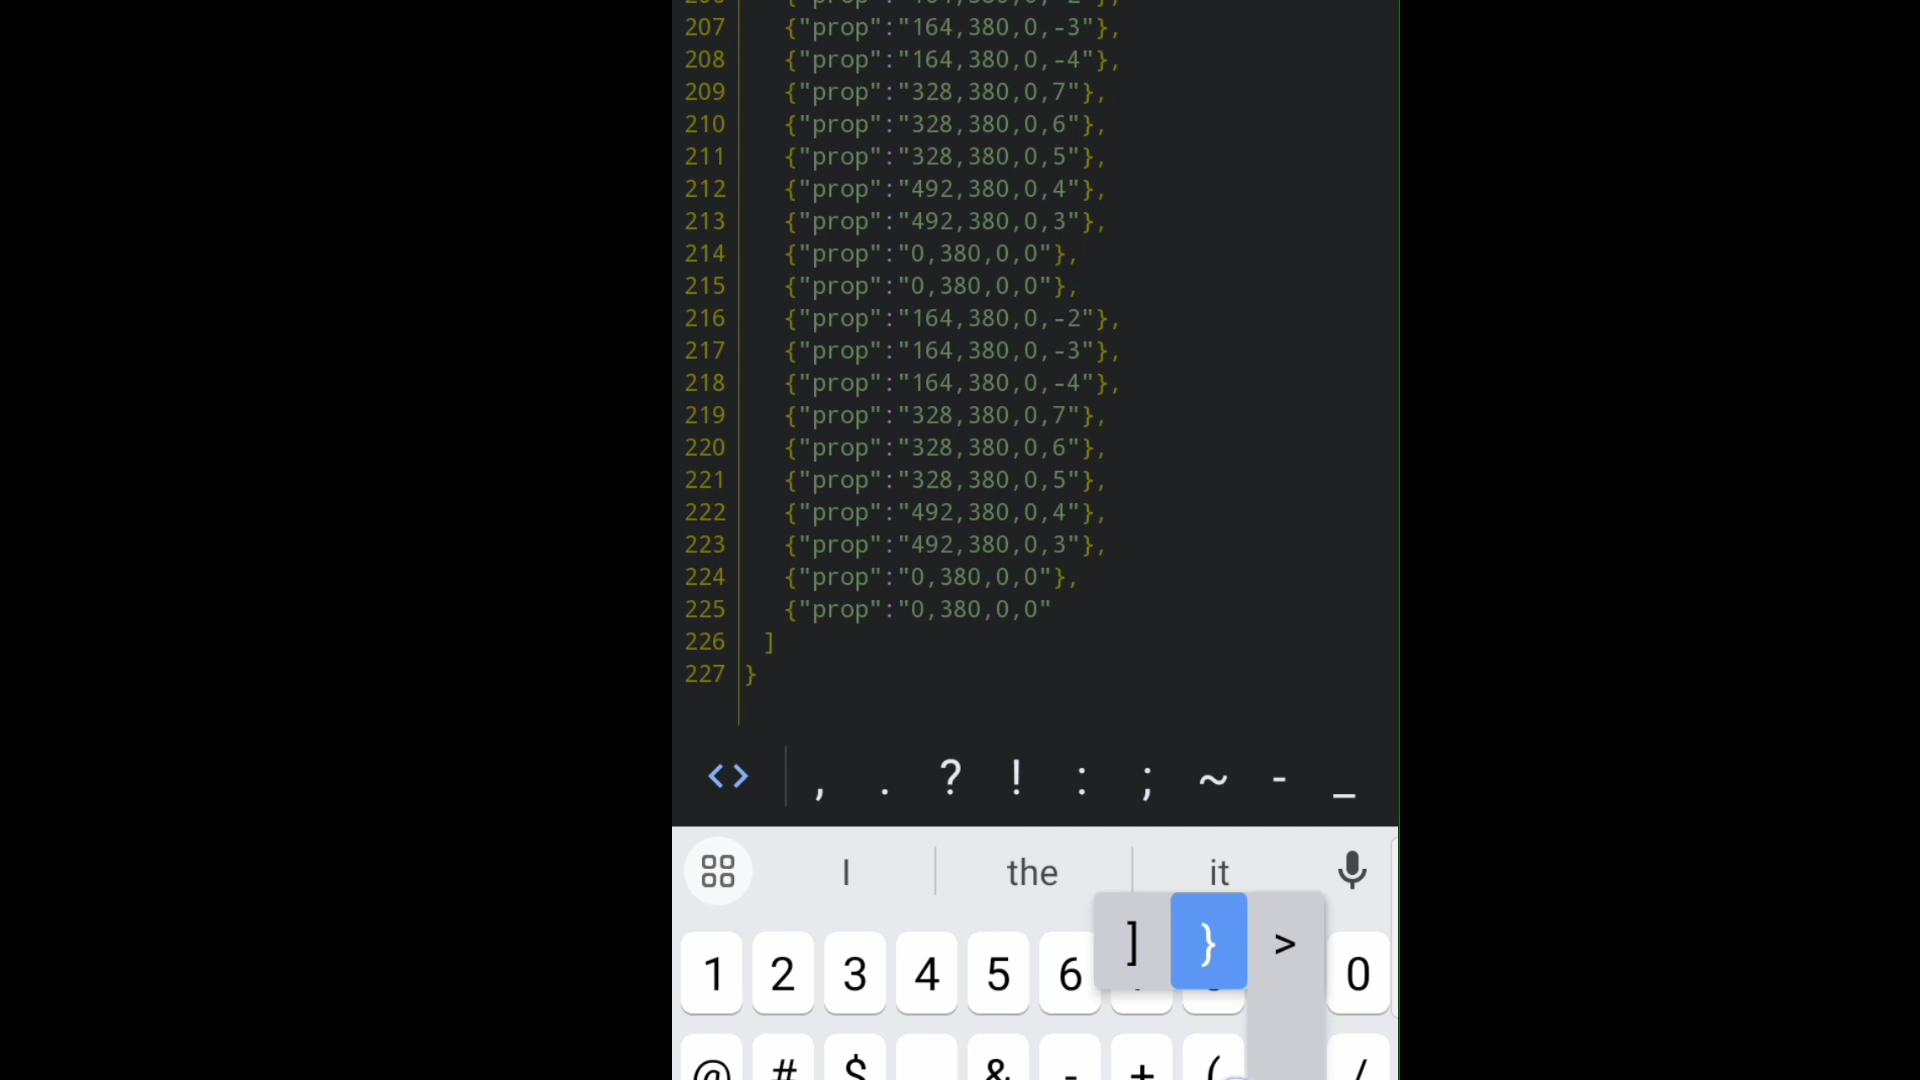 207 {"prop":"164,380,0,-3"},
208 {"prop":"164,380,0,-4"},
209 {"prop":"328,380,0,7"},
210 {"prop":"328,380,0,6"},
211 {"prop":"328,380,0,5"},
212 {"prop":"492,380,0,4"},
213 {"prop":"492,380,0,3"},
214 {"prop":"0,380,0,0"},
215 {"prop":"0,380,0,0"},
216 {"prop":"164,380,0,-2"},
217 {"prop":"164,380,0,-3"},
218 {"prop":"164,380,0,-4"},
219 {"prop":"328,380,0,7"},
220 {"prop":"328,380,0,6"},
221 {"prop":"328,380,0,5"},
222 {"prop":"492,380,0,4"},
223 {"prop":"492,380,0,3"},
224 {"prop":"0,380,0,0"},
225 {"prop":"0,380,0,0"
226 ]
227 }
<> , . ? ! : ; ~ - _
I the it
] } >
1 2 3 4 5 6 0
@ # $ & - + ( /